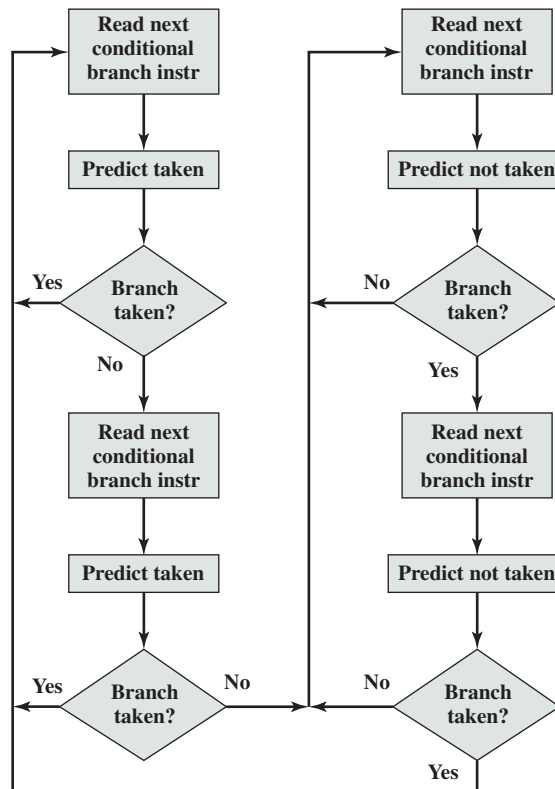 Read next
conditional
branch instr
Predict taken
Yes
Branch
taken?
No
Read next
conditional
branch instr
Predict taken
Yes
Branch
taken?
No
Read next
conditional
branch instr
Predict not taken
No
Branch
taken?
Yes
Read next
conditional
branch instr
Predict not taken
No
Branch
taken?
Yes